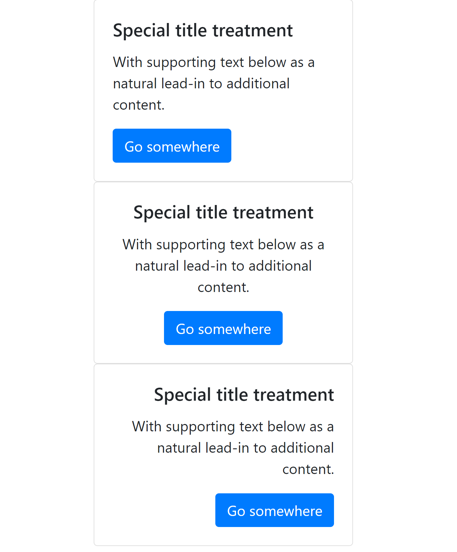 Special title treatment
With supporting text below as a
natural lead-in to additional
content.
Go somewhere
Special title treatment
With supporting text below as a
natural lead-in to additional
content.
Go somewhere
Special title treatment
With supporting text below as a
natural lead-in to additional
content.
Go somewhere